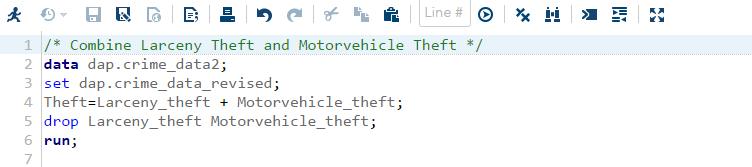 Line #
1 /* Combine Larceny Theft and Motorvehicle Theft */
2 data dap.crime_data2;
3 set dap.crime_data_revised;
4 Theft=Larceny_theft + Motorvehicle_theft;
5 drop Larceny_theft Motorvehicle_theft;
6 run;
7